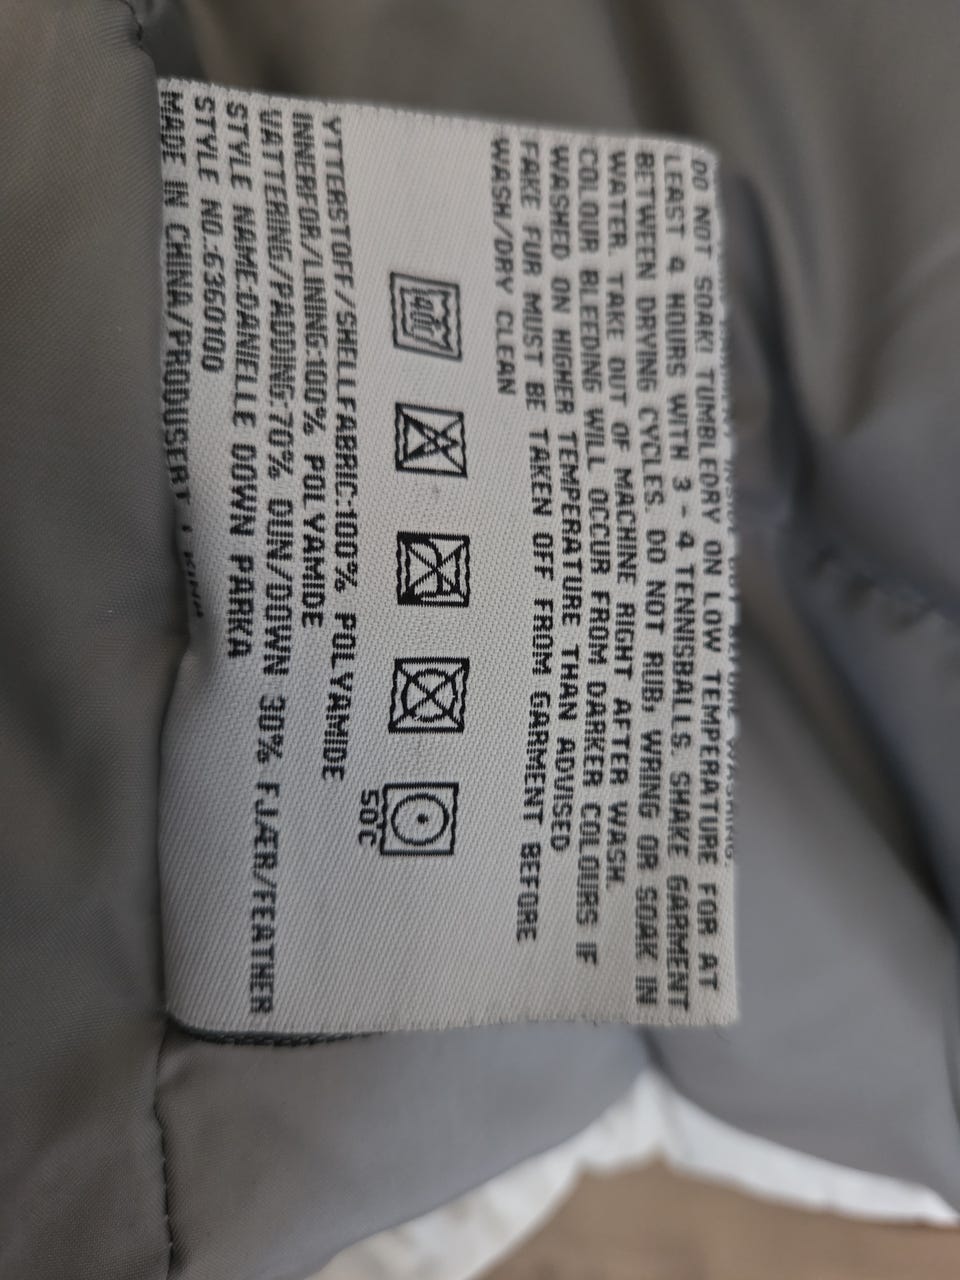 DO NOT SOAK! TUMBLEDRY ON LOW TEMPERATURE FOR AT
LEAST 4 HOURS WITH 3 - 4 TENNISBALLS. SHAKE GARMENT
BETWEEN DRYING CYCLES. DO NOT RUB, WRING OR SOAK IN
WATER. TAKE OUT OF MACHINE RIGHT AFTER WASH.
COLOUR BLEEDING WILL OCCUR FROM DARKER COLOURS IF
WASHED ON HIGHER TEMPERATURE THAN ADVISED
FAKE FUR MUST BE TAKEN OFF FROM GARMENT BEFORE
WASH/DRY CLEAN
40
50°C
YTTERSTOFF/SHELLFABRIC:100% POLYAMIDE
INNERFOR/LINING:100% POLYAMIDE
VATTERING/PADDING:70% DUN/DOWN 30% FJÆR/FEATHER
STYLE NAME:DANIELLE DOWN PARKA
STYLE NO.:6360100
MADE IN CHINA/PRODUSERT I